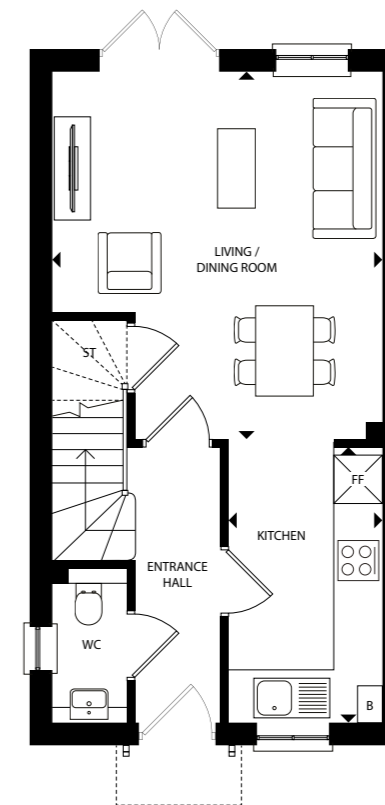 LIVING /
DINING ROOM
ST
FF
KITCHEN
ENTRANCE
HALL
WC
B